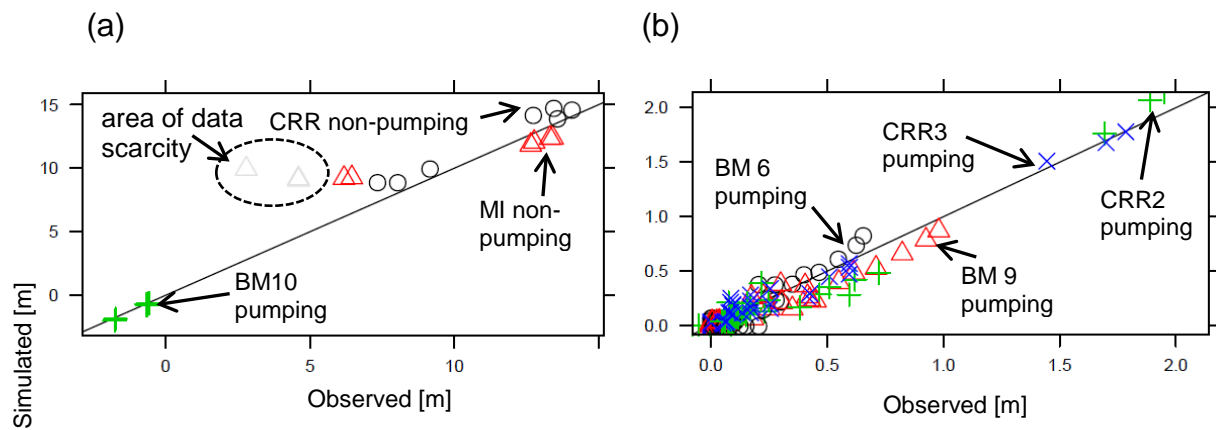 (a)
(b)
area of data
scarcity
CRR non-pumping
MI non-
pumping
BM10
pumping
15
10
5
0
0
5
10
Observed [m]
Simulated [m]
CRR3
pumping
BM 6
pumping
CRR2
pumping
BM 9
pumping
2.0
1.5
1.0
0.5
0.0
0.0
0.5
1.0
1.5
2.0
Observed [m]